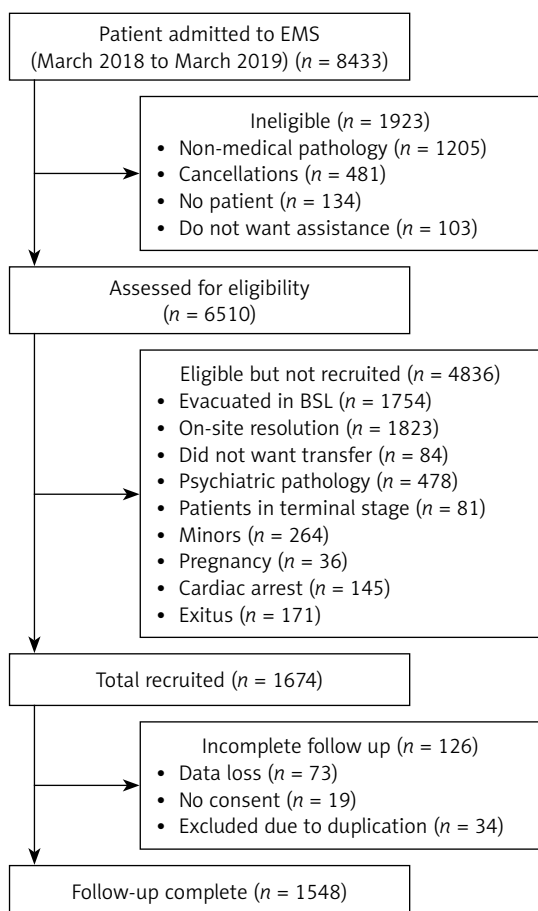 Patient admitted to EMS
(March 2018 to March 2019) (n = 8433)
Ineligible (n = 1923)
• Non-medical pathology (n = 1205)
• Cancellations (n = 481)
• No patient (n = 134)
• Do not want assistance (n = 103)
Assessed for eligibility
(n = 6510)
Eligible but not recruited (n = 4836)
• Evacuated in BSL (n = 1754)
• On-site resolution (n = 1823)
• Did not want transfer (n = 84)
• Psychiatric pathology (n = 478)
• Patients in terminal stage (n = 81)
• Minors (n = 264)
• Pregnancy (n = 36)
• Cardiac arrest (n = 145)
• Exitus (n = 171)
Total recruited (n = 1674)
Incomplete follow up (n = 126)
• Data loss (n = 73)
• No consent (n = 19)
• Excluded due to duplication (n = 34)
Follow-up complete (n = 1548)